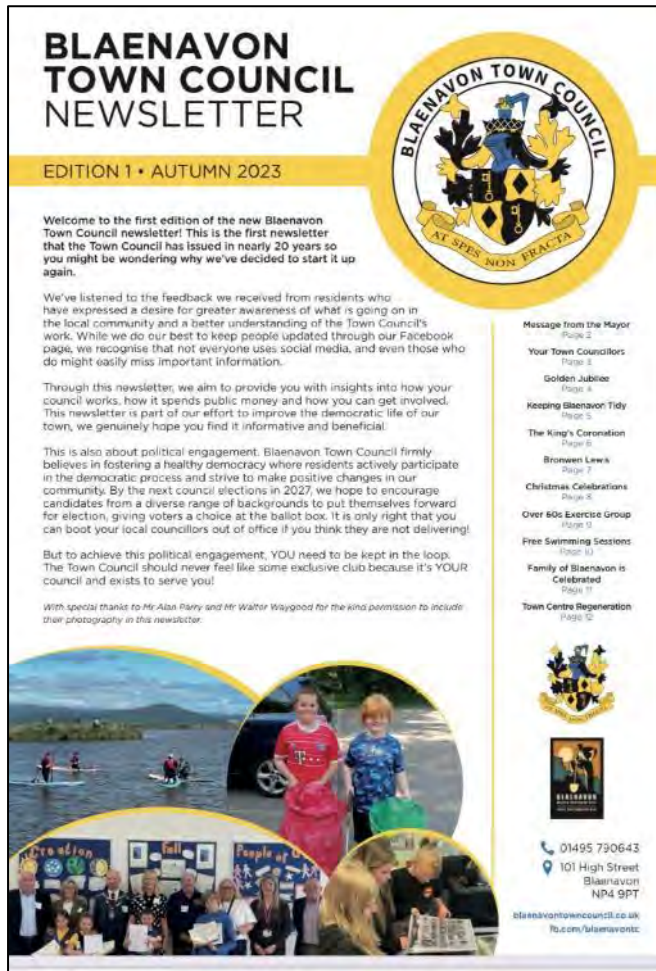 BLAENAVON
TOWN COUNCIL
NEWSLETTER
BLAENAVON TOWN COUNCIL
AT SPES NON FRACTA
EDITION 1 • AUTUMN 2023
Welcome to the first edition of the new Blaenavon
Town Council newsletter! This is the first newsletter
that the Town Council has issued in nearly 20 years so
you might be wondering why we've decided to start it up
again.
We've listened to the feedback we received from residents who
have expressed a desire for greater awareness of what is going on in
the local community and a better understanding of the Town Council's
work. While we do our best to keep people updated through our Facebook
page, we recognise that not everyone uses social media, and even those who
do might easily miss important information.
Through this newsletter, we aim to provide you with insights into how your
council works, how it spends public money and how you can get involved.
This newsletter is part of our effort to improve the democratic life of our
town, we genuinely hope you find it informative and beneficial.
This is also about political engagement. Blaenavon Town Council firmly
believes in fostering a healthy democracy where residents actively participate
in the democratic process and strive to make positive changes in our
community. By the next council elections in 2027, we hope to encourage
candidates from a diverse range of backgrounds to put themselves forward
for election, giving voters a choice at the ballot box. It is only right that you
can boot your local councillors out of office if you think they are not delivering!
But to achieve this political engagement, YOU need to be kept in the loop.
The Town Council should never feel like some exclusive club because it's YOUR
council and exists to serve you!
With special thanks to Mr Alan Parry and Mr Walter Waygood for the kind permission to include
their photography in this newsletter.
Message from the Mayor
Page 2
Your Town Councillors
Page 3
Golden Jubilee
Page 4
Keeping Blaenavon Tidy
Page 5
The King's Coronation
Page 6
Bronwen Lewis
Page 7
Christmas Celebrations
Page 8
Over 60s Exercise Group
Page 9
Free Swimming Sessions
Page 10
Family of Blaenavon is
Celebrated
Page 11
Town Centre Regeneration
Page 12
BLAENAVON
Creation
Fall
People of
01495 790643
101 High Street
Blaenavon
NP4 9PT
blaenavontowncouncil.co.uk
fb.com/blaenavontc